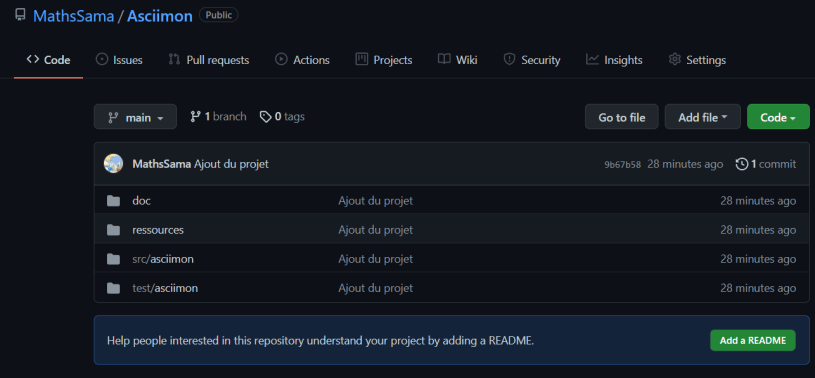 MathsSama / Asciimon Public
Code Issues Pull requests Actions Projects Wiki Security Insights Settings
main 1 branch 0 tags Go to file Add file Code
MathsSama Ajout du projet 9b67b58 28 minutes ago 1 commit
doc Ajout du projet 28 minutes ago
ressources Ajout du projet 28 minutes ago
src/asciimon Ajout du projet 28 minutes ago
test/asciimon Ajout du projet 28 minutes ago
Help people interested in this repository understand your project by adding a README. Add a README